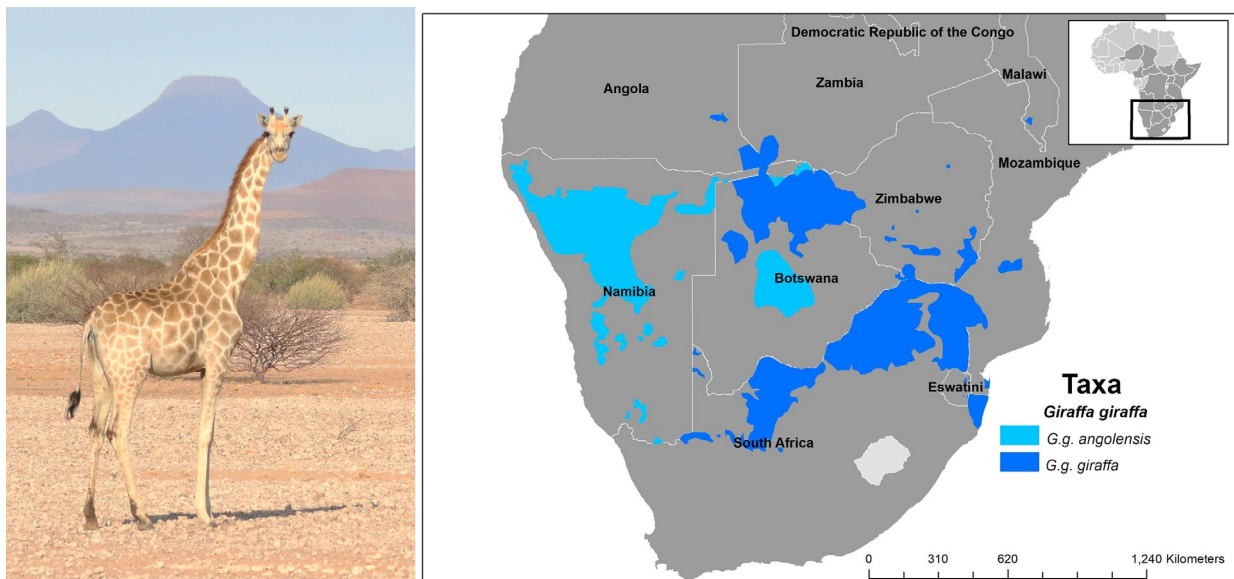 Democratic Republic of the Congo
Angola
Zambia
Malawi
Mozambique
Zimbabwe
Namibia
Botswana
Eswatini
South Africa
Taxa
Giraffa giraffa
G.g. angolensis
G.g. giraffa
0 310 620 1,240 Kilometers